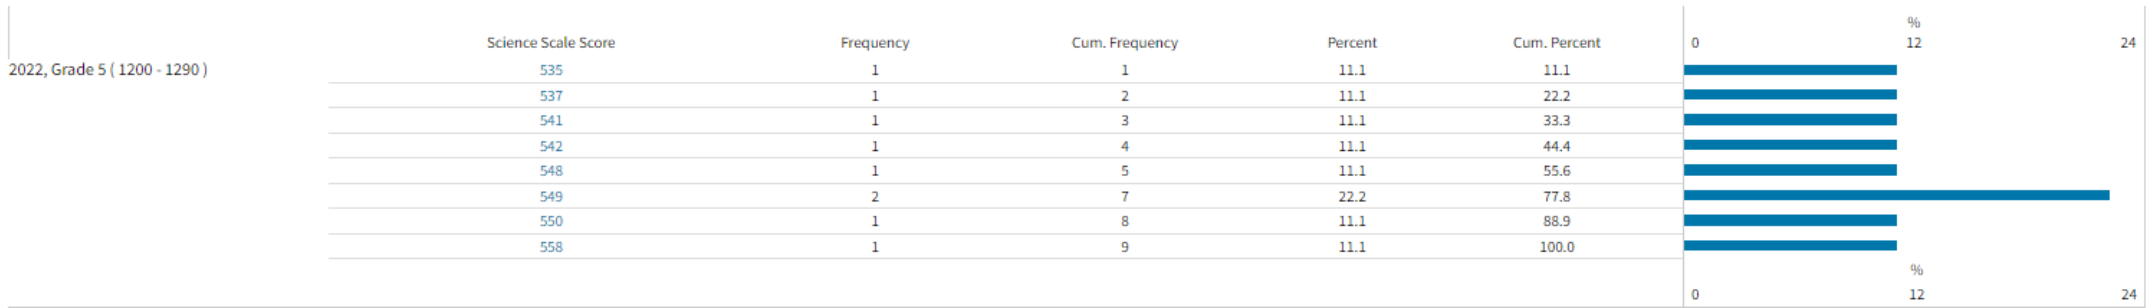 %
Science Scale Score Frequency Cum. Frequency Percent Cum. Percent 0 12 24
2022, Grade 5 ( 1200 - 1290 ) 535 1 1 11.1 11.1
537 1 2 11.1 22.2
541 1 3 11.1 33.3
542 1 4 11.1 44.4
548 1 5 11.1 55.6
549 2 7 22.2 77.8
550 1 8 11.1 88.9
558 1 9 11.1 100.0
%
0 12 24